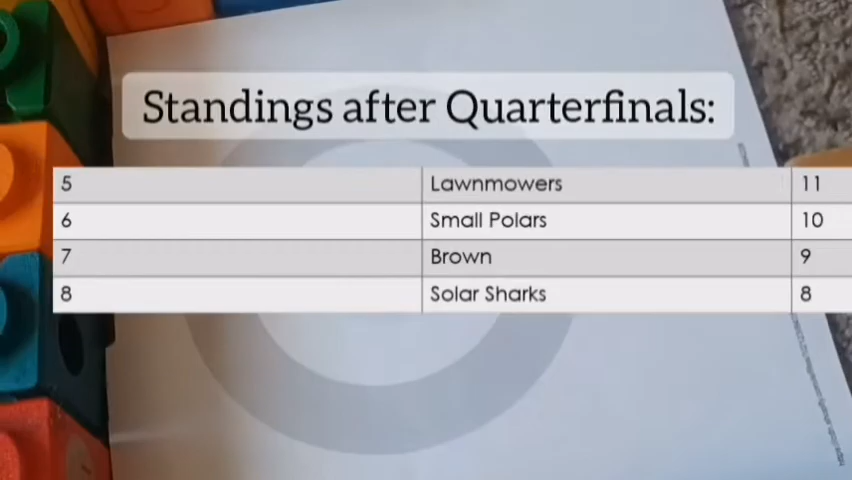 Standings after Quarterfinals:
5 Lawnmowers 11
6 Small Polars 10
7 Brown 9
8 Solar Sharks 8